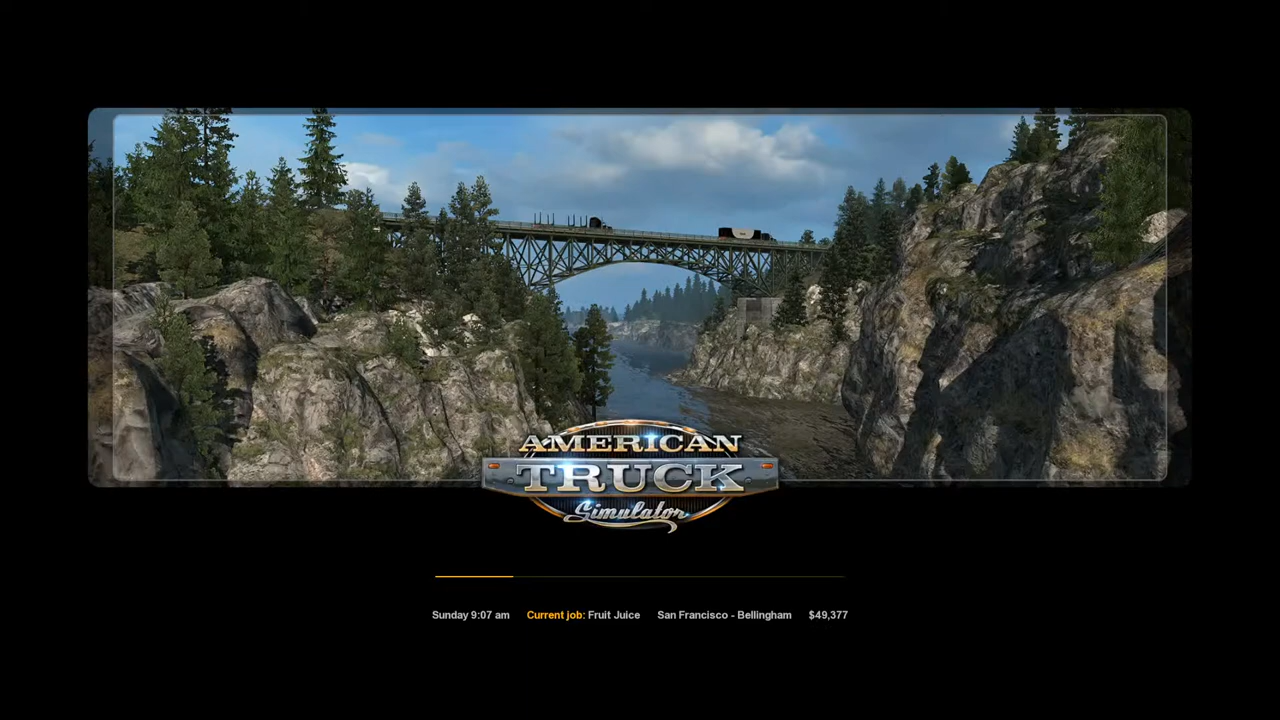 AMERICAN
TRUCK
Simulator
Sunday 9:07 am Current job: Fruit Juice San Francisco - Bellingham $49,377